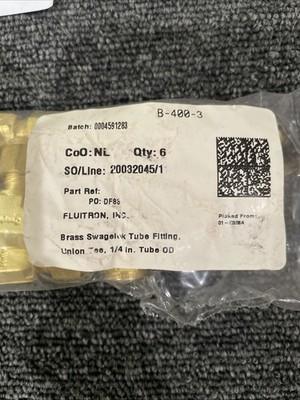 B-400-3
Batch: 0004591283
CoO: NL Qty: 6
SO/Line: 20032045/1
Part Ref:
PO: DF85
FLUITRON, INC.
Picked From:
01-
Brass Swagelok Tube Fitting,
Union Tee, 1/4 in. Tube OD